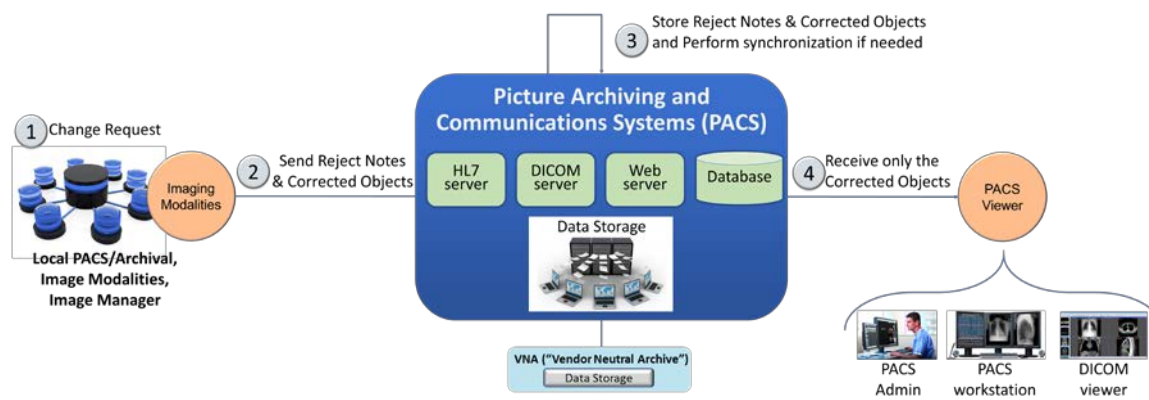 1
Change Request
Imaging
Modalities
Local PACS/Archival,
Image Modalities,
Image Manager
2
Send Reject Notes
& Corrected Objects
3
Store Reject Notes & Corrected Objects
and Perform synchronization if needed
Picture Archiving and
Communications Systems (PACS)
HL7
server
DICOM
server
Web
server
Database
Data Storage
VNA ("Vendor Neutral Archive")
Data Storage
4
Receive only the
Corrected Objects
PACS
Viewer
PACS
Admin
PACS
workstation
DICOM
viewer